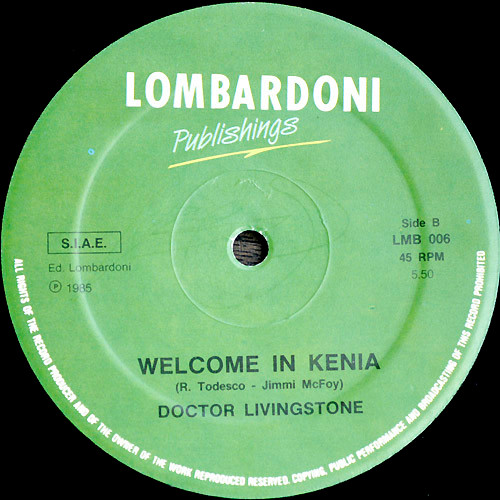 LOMBARDONI
Publishings
S.I.A.E.
Ed. Lombardoni
℗ 1985
Side B
LMB 006
45 RPM
5.50
WELCOME IN KENIA
(R. Todesco - Jimmi McFoy)
DOCTOR LIVINGSTONE
ALL RIGHTS OF THE RECORD PRODUCER AND OF THE OWNER OF THE WORK REPRODUCED RESERVED. COPYING, PUBLIC PERFORMANCE AND BROADCASTING OF THIS RECORD PROHIBITED